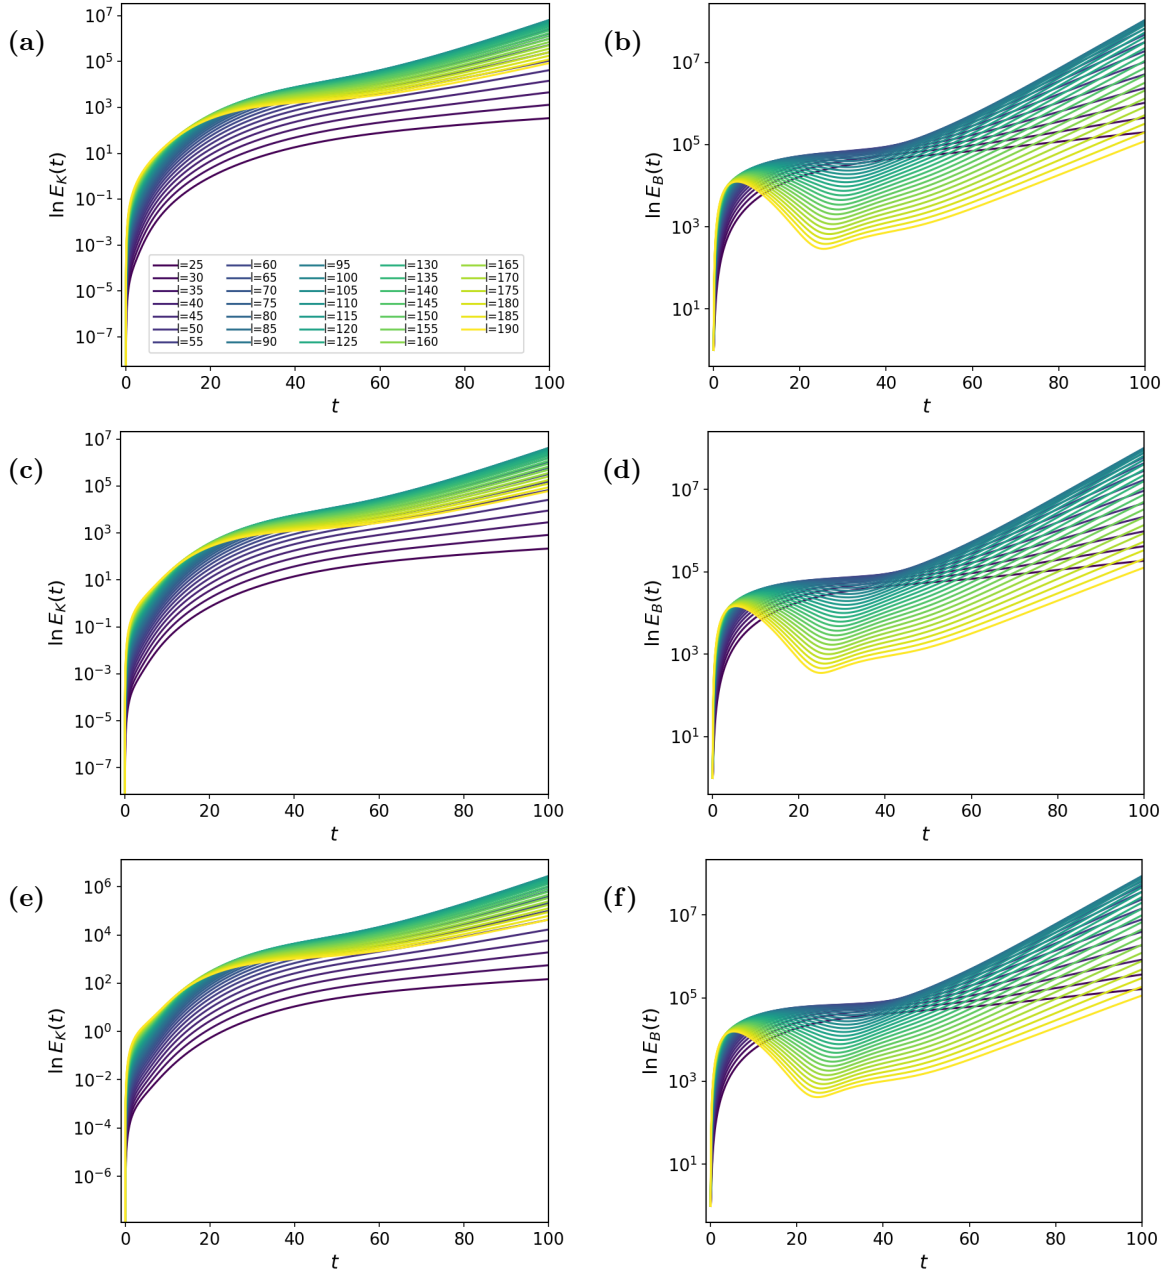 (a)
ln E_K(t)
10^7
10^5
10^3
10^1
10^-1
10^-3
10^-5
10^-7
l=25 l=60 l=95 l=130 l=165
l=30 l=65 l=100 l=135 l=170
l=35 l=70 l=105 l=140 l=175
l=40 l=75 l=110 l=145 l=180
l=45 l=80 l=115 l=150 l=185
l=50 l=85 l=120 l=155 l=190
l=55 l=90 l=125 l=160
0 20 40 60 80 100
t
(b)
ln E_B(t)
10^7
10^5
10^3
10^1
0 20 40 60 80 100
t
(c)
ln E_K(t)
10^7
10^5
10^3
10^1
10^-1
10^-3
10^-5
10^-7
0 20 40 60 80 100
t
(d)
ln E_B(t)
10^7
10^5
10^3
10^1
0 20 40 60 80 100
t
(e)
ln E_K(t)
10^6
10^4
10^2
10^0
10^-2
10^-4
10^-6
0 20 40 60 80 100
t
(f)
ln E_B(t)
10^7
10^5
10^3
10^1
0 20 40 60 80 100
t